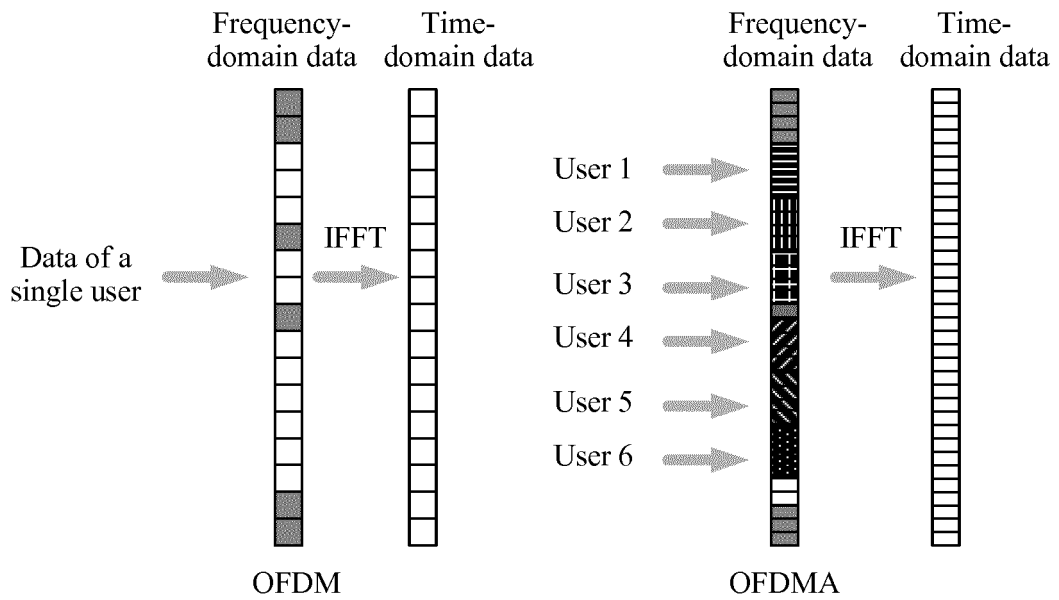 Frequency-
domain data
Time-
domain data
Data of a
single user
IFFT
OFDM
Frequency-
domain data
Time-
domain data
User 1
User 2
User 3
User 4
User 5
User 6
IFFT
OFDMA